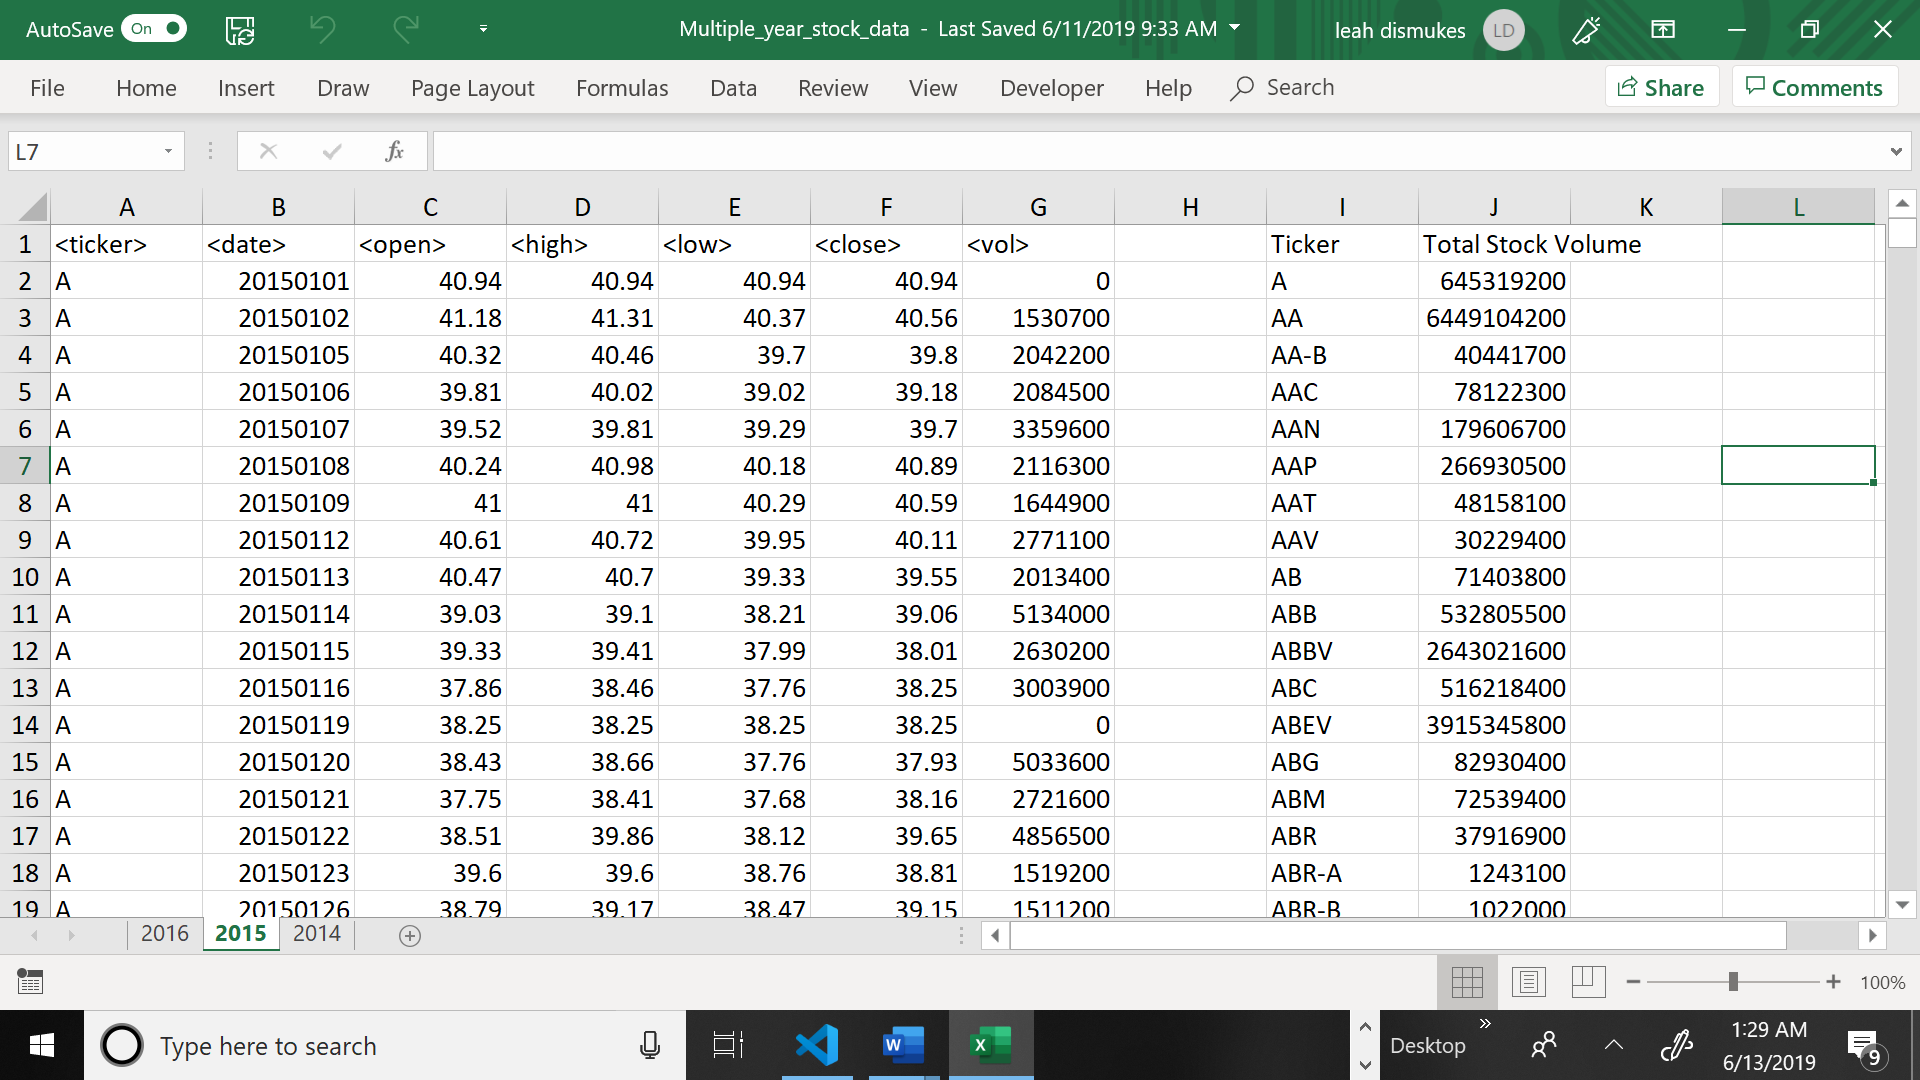 AutoSave On Multiple_year_stock_data - Last Saved 6/11/2019 9:33 AM leah dismukes LD
File Home Insert Draw Page Layout Formulas Data Review View Developer Help Search Share Comments
L7 fx
A B C D E F G H I J K L
1 <ticker> <date> <open> <high> <low> <close> <vol> Ticker Total Stock Volume
2 A 20150101 40.94 40.94 40.94 40.94 0 A 645319200
3 A 20150102 41.18 41.31 40.37 40.56 1530700 AA 6449104200
4 A 20150105 40.32 40.46 39.7 39.8 2042200 AA-B 40441700
5 A 20150106 39.81 40.02 39.02 39.18 2084500 AAC 78122300
6 A 20150107 39.52 39.81 39.29 39.7 3359600 AAN 179606700
7 A 20150108 40.24 40.98 40.18 40.89 2116300 AAP 266930500
8 A 20150109 41 41 40.29 40.59 1644900 AAT 48158100
9 A 20150112 40.61 40.72 39.95 40.11 2771100 AAV 30229400
10 A 20150113 40.47 40.7 39.33 39.55 2013400 AB 71403800
11 A 20150114 39.03 39.1 38.21 39.06 5134000 ABB 532805500
12 A 20150115 39.33 39.41 37.99 38.01 2630200 ABBV 2643021600
13 A 20150116 37.86 38.46 37.76 38.25 3003900 ABC 516218400
14 A 20150119 38.25 38.25 38.25 38.25 0 ABEV 3915345800
15 A 20150120 38.43 38.66 37.76 37.93 5033600 ABG 82930400
16 A 20150121 37.75 38.41 37.68 38.16 2721600 ABM 72539400
17 A 20150122 38.51 39.86 38.12 39.65 4856500 ABR 37916900
18 A 20150123 39.6 39.6 38.76 38.81 1519200 ABR-A 1243100
19 A 20150126 38.79 39.17 38.47 39.15 1511200 ABR-B 1022000
2016 2015 2014
100%
Type here to search W X Desktop 1:29 AM
6/13/2019 9